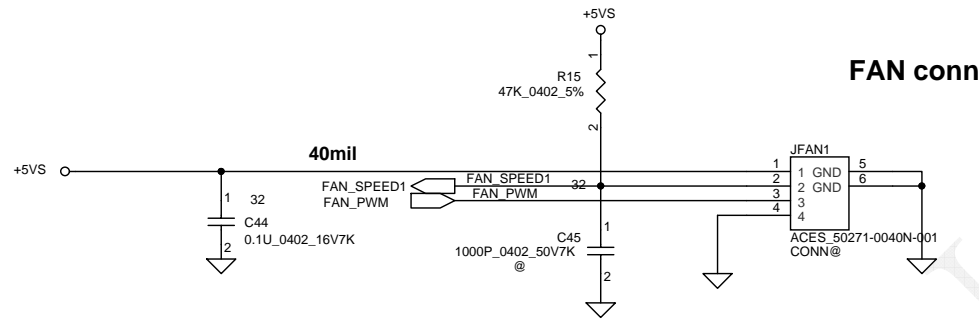 +5VS
R15
47K_0402_5%
1
2
FAN conn
+5VS
40mil
FAN_SPEED1
FAN_PWM
FAN_SPEED1
32
FAN_PWM
1
2
3
4
JFAN1
1 GND
2 GND
3
4
5
6
ACES_50271-0040N-001
CONN@
1
32
C44
2
0.1U_0402_16V7K
1
C45
1000P_0402_50V7K
@
2